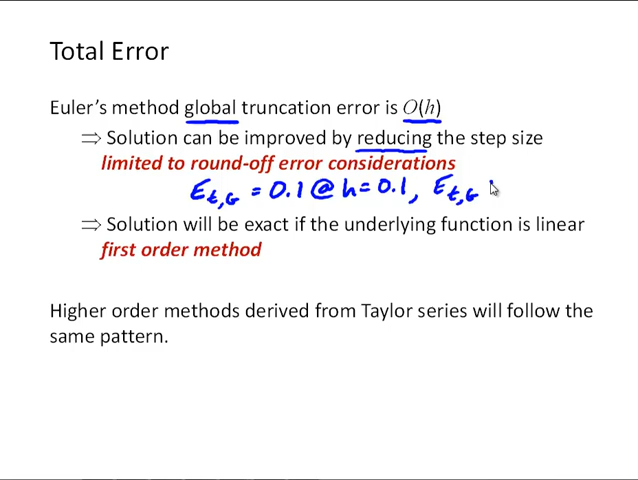 Total Error
Euler's method global truncation error is O(h)
⇒ Solution can be improved by reducing the step size
limited to round-off error considerations
E_{t,G} = 0.1 @ h = 0.1, E_{t,G}
⇒ Solution will be exact if the underlying function is linear
first order method
Higher order methods derived from Taylor series will follow the
same pattern.